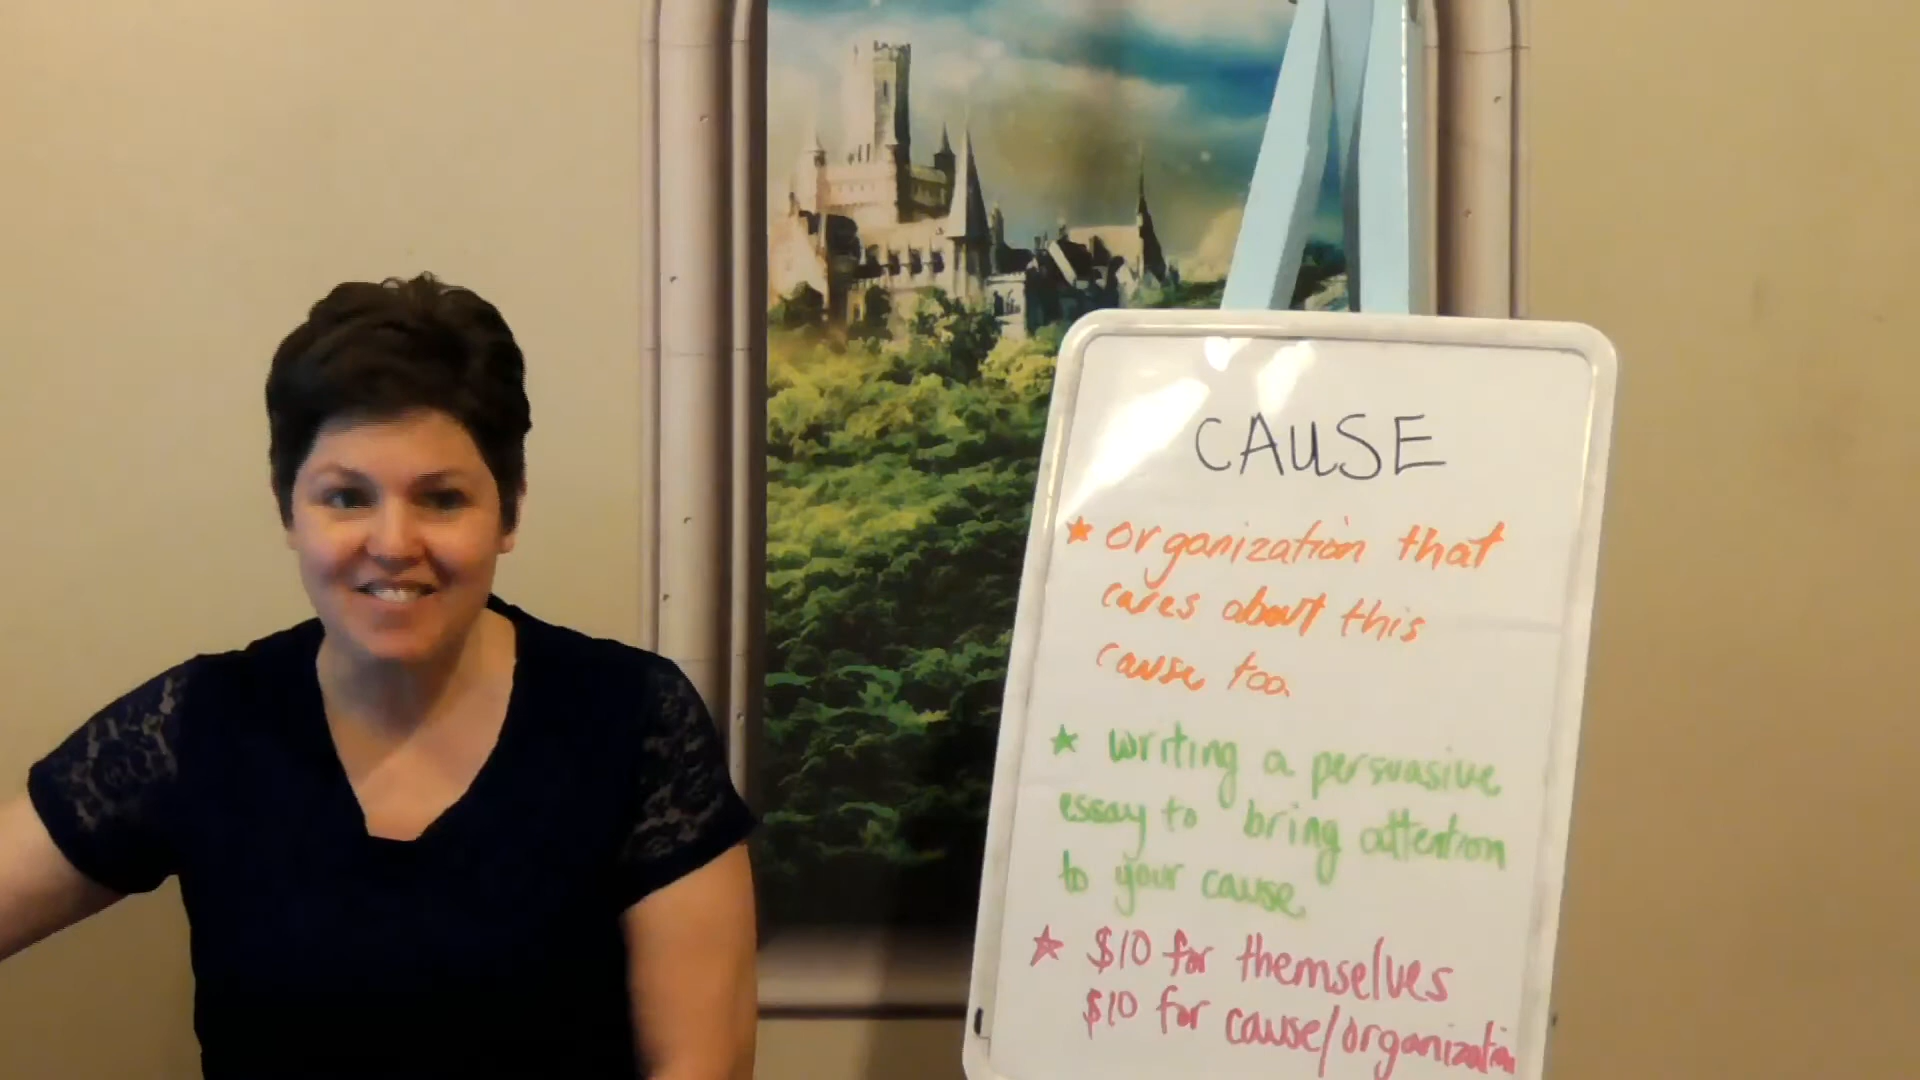 CAUSE
★ organization that
cares about this
cause too.
★ writing a persuasive
essay to bring attention
to your cause
★ $10 for themselves
$10 for cause/organization